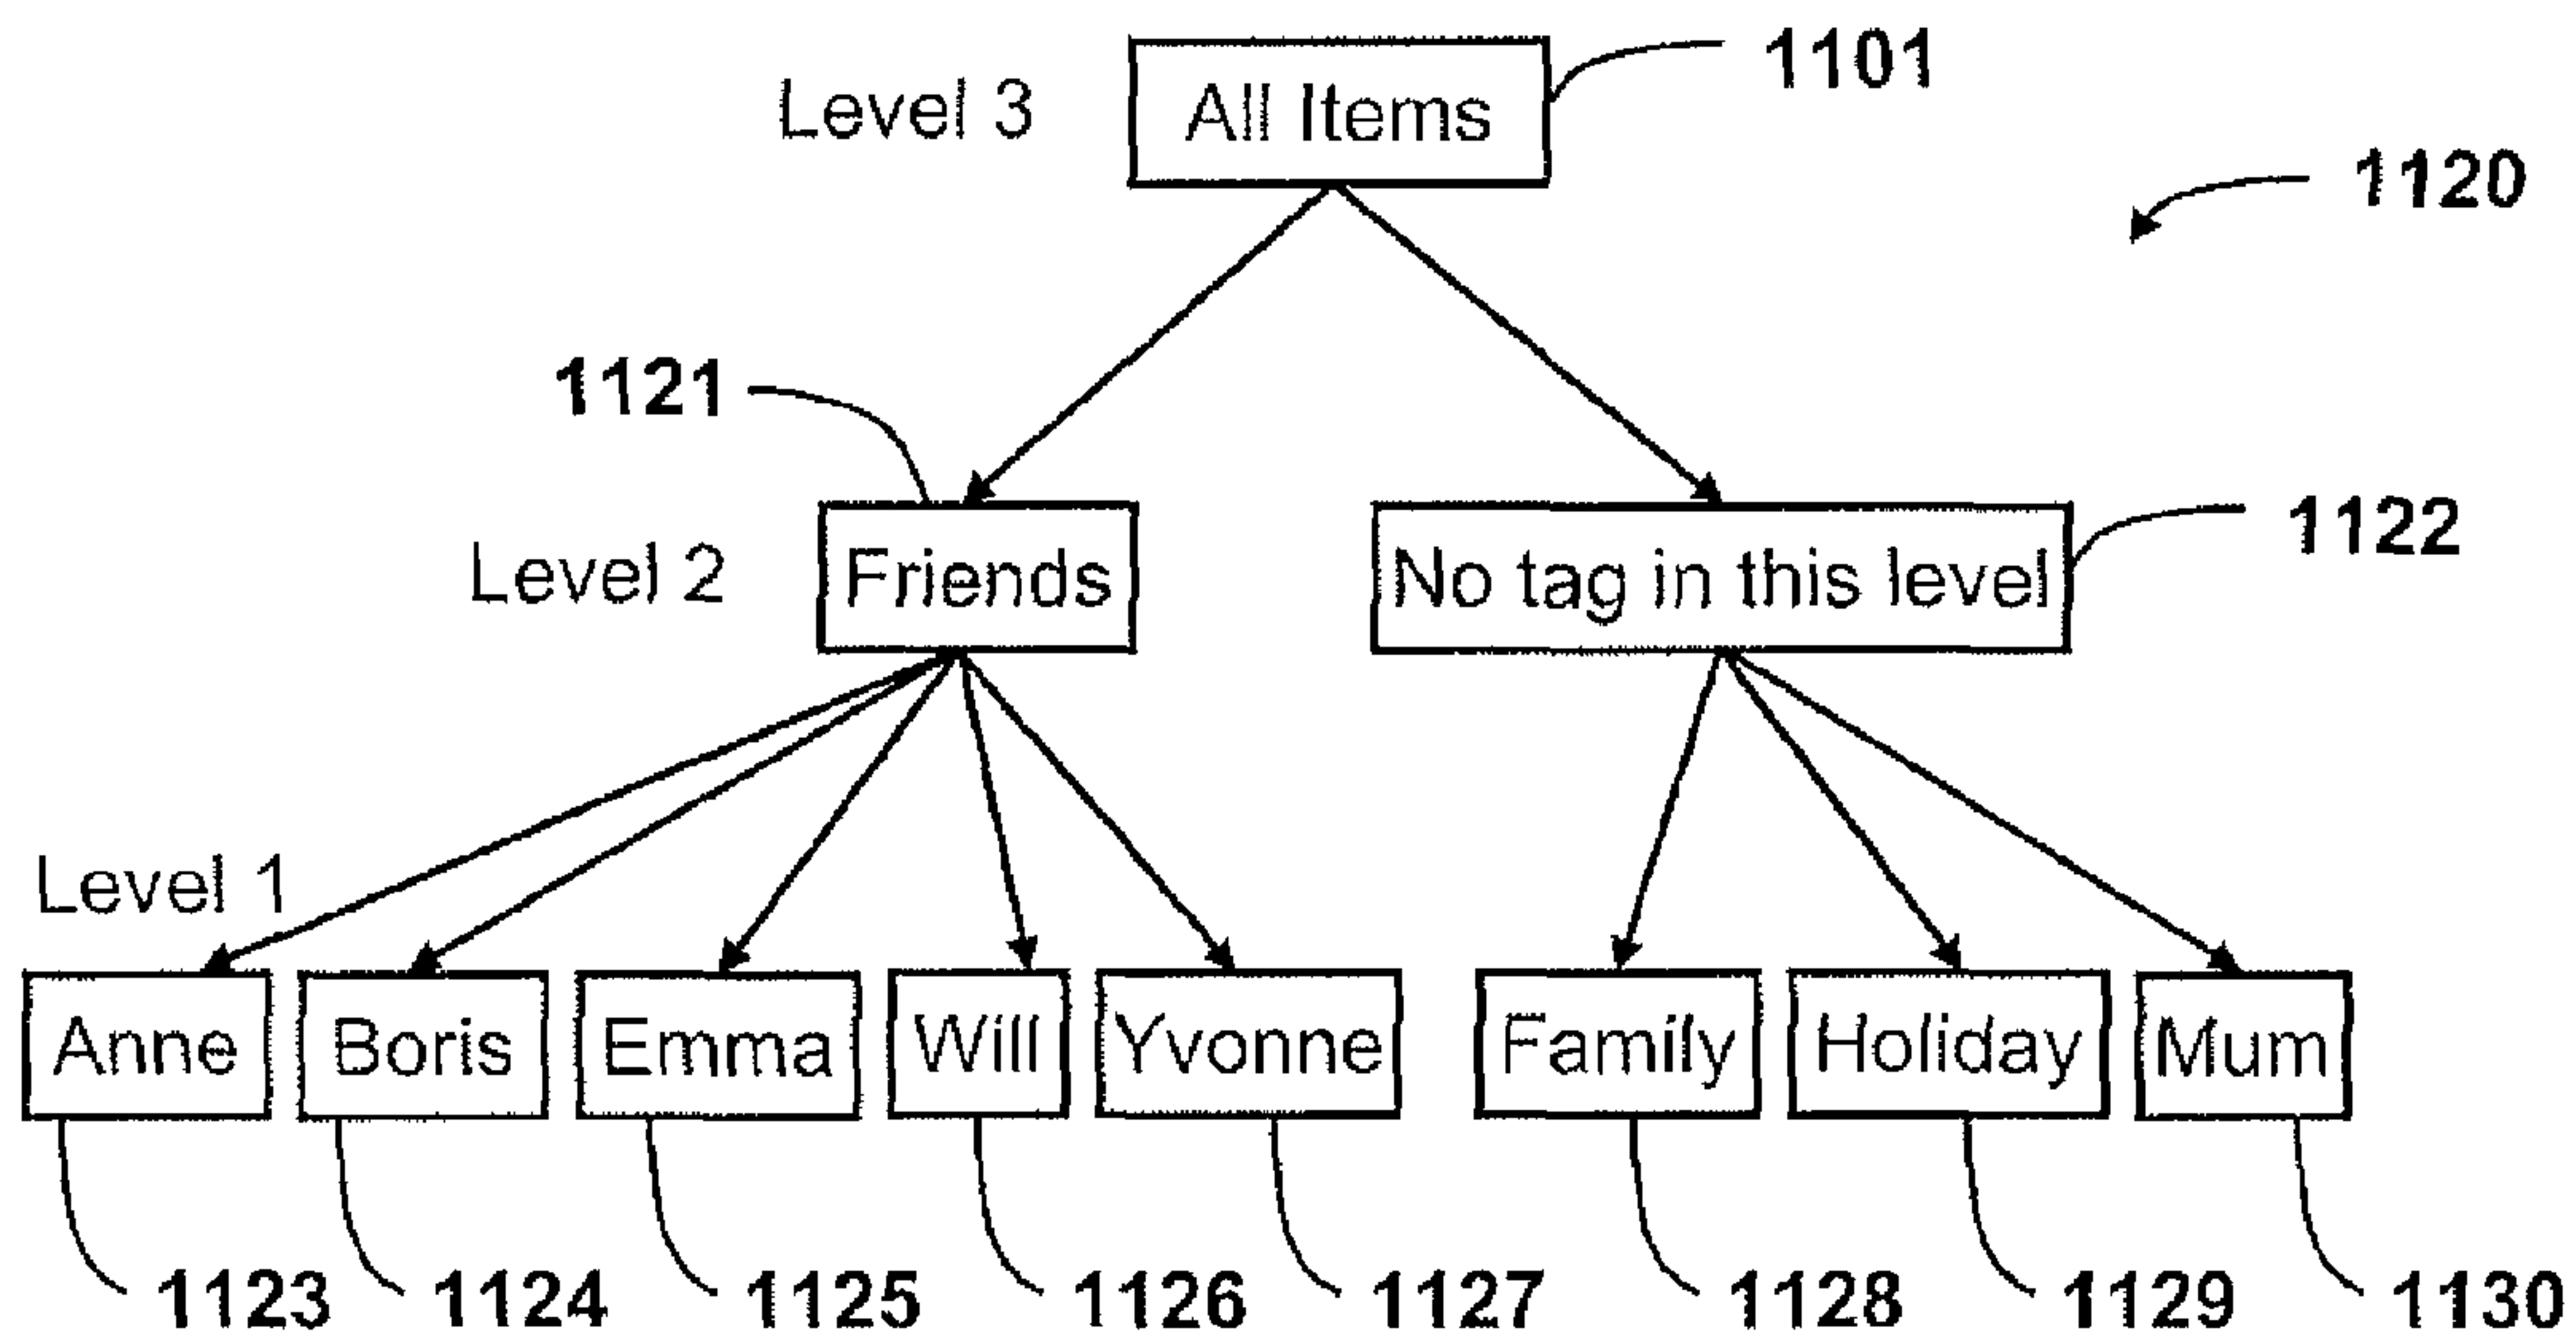 Level 3 All Items 1101
1120
1121
Level 2 Friends No tag in this level 1122
Level 1
Anne Boris Emma Will Yvonne Family Holiday Mum
1123 1124 1125 1126 1127 1128 1129 1130